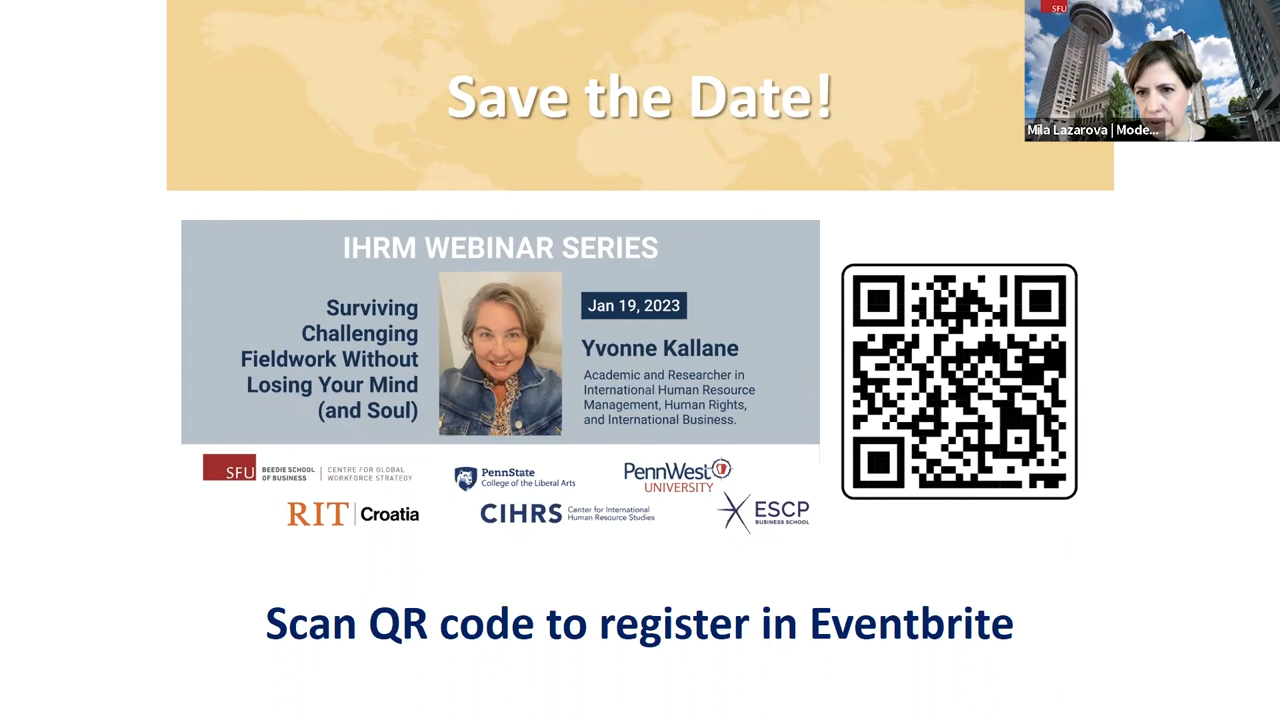 Save the Date!
SFU
Mila Lazarova | Mode...
IHRM WEBINAR SERIES
Surviving
Challenging
Fieldwork Without
Losing Your Mind
(and Soul)
Jan 19, 2023
Yvonne Kallane
Academic and Researcher in
International Human Resource
Management, Human Rights,
and International Business.
SFU
BEEDIE SCHOOL
OF BUSINESS
CENTRE FOR GLOBAL
WORKFORCE STRATEGY
PennState
College of the Liberal Arts
PennWest
UNIVERSITY
RIT | Croatia
CIHRS
Center for International
Human Resource Studies
ESCP
BUSINESS SCHOOL
Scan QR code to register in Eventbrite